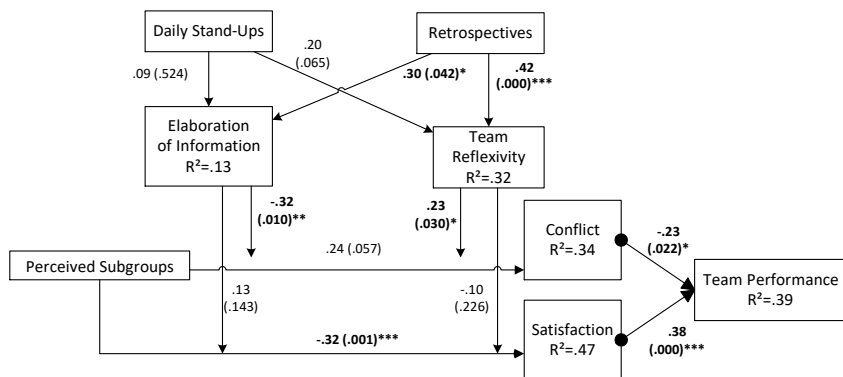 Daily Stand-Ups
Retrospectives
.20
(.065)
.09 (.524)
.30 (.042)*
.42
(.000)***
Elaboration
of Information
R²=.13
Team
Reflexivity
R²=.32
-.32
(.010)**
.23
(.030)*
Conflict
R²=.34
-.23
(.022)*
.24 (.057)
Perceived Subgroups
Team Performance
R²=.39
.13
(.143)
-.10
(.226)
Satisfaction
R²=.47
-.32 (.001)***
.38
(.000)***